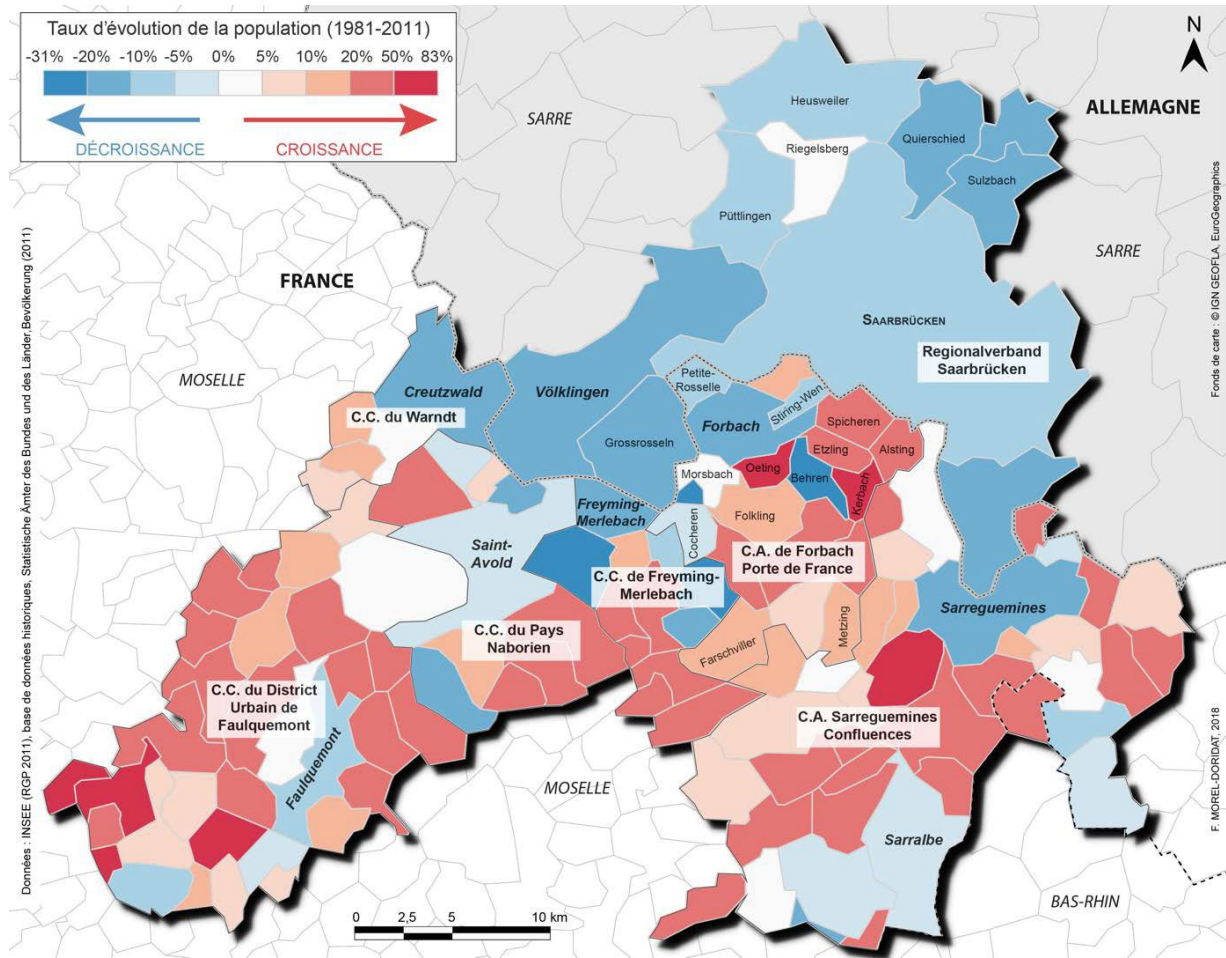 Taux d'évolution de la population (1981-2011)
-31% -20% -10% -5% 0% 5% 10% 20% 50% 83%
DÉCROISSANCE CROISSANCE
N
ALLEMAGNE
SARRE
Heusweiler
Quierschied
Riegelsberg
Sulzbach
Püttlingen
SARRE
FRANCE
SAARBRÜCKEN
Regionalverband
Saarbrücken
MOSELLE
Petite-
Rosselle
Creutzwald
Völklingen
Stiring-Wen.
C.C. du Warndt
Forbach
Spicheren
Grossrosseln
Etzling
Alsting
Morsbach
Oeting
Behren
Kerbach
Freyming-
Merlebach
Folkling
Cocheren
Saint-
Avold
C.A. de Forbach
Porte de France
C.C. de Freyming-
Merlebach
Sarreguemines
C.C. du Pays
Naborien
Metzing
Farschviller
C.C. du District
Urbain de
Faulquemont
C.A. Sarreguemines
Confluences
Faulquemont
MOSELLE
Sarralbe
BAS-RHIN
0 2,5 5 10 km
Données : INSEE (RGP 2011), base de données historiques, Statistische Ämter des Bundes und des Länder, Bevölkerung (2011)
Fonds de carte : © IGN GEOFLA, EuroGeographics
F. MOREL-DORIDAT, 2018